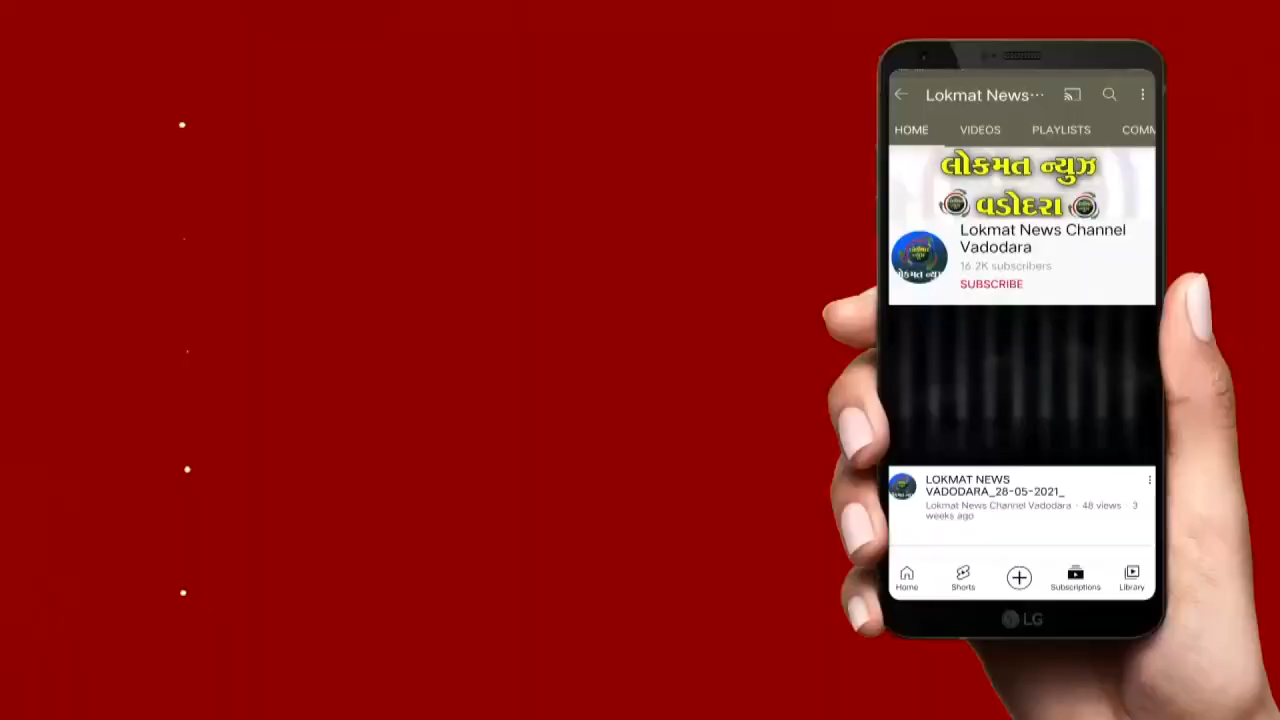 Lokmat News...
HOME VIDEOS PLAYLISTS COMM
લોકમત ન્યુઝ
વડોદરા
Lokmat News Channel
Vadodara
16.2K subscribers
SUBSCRIBE
LOKMAT NEWS
VADODARA_28-05-2021_
Lokmat News Channel Vadodara · 48 views · 3
weeks ago
Home Shorts Subscriptions Library
LG